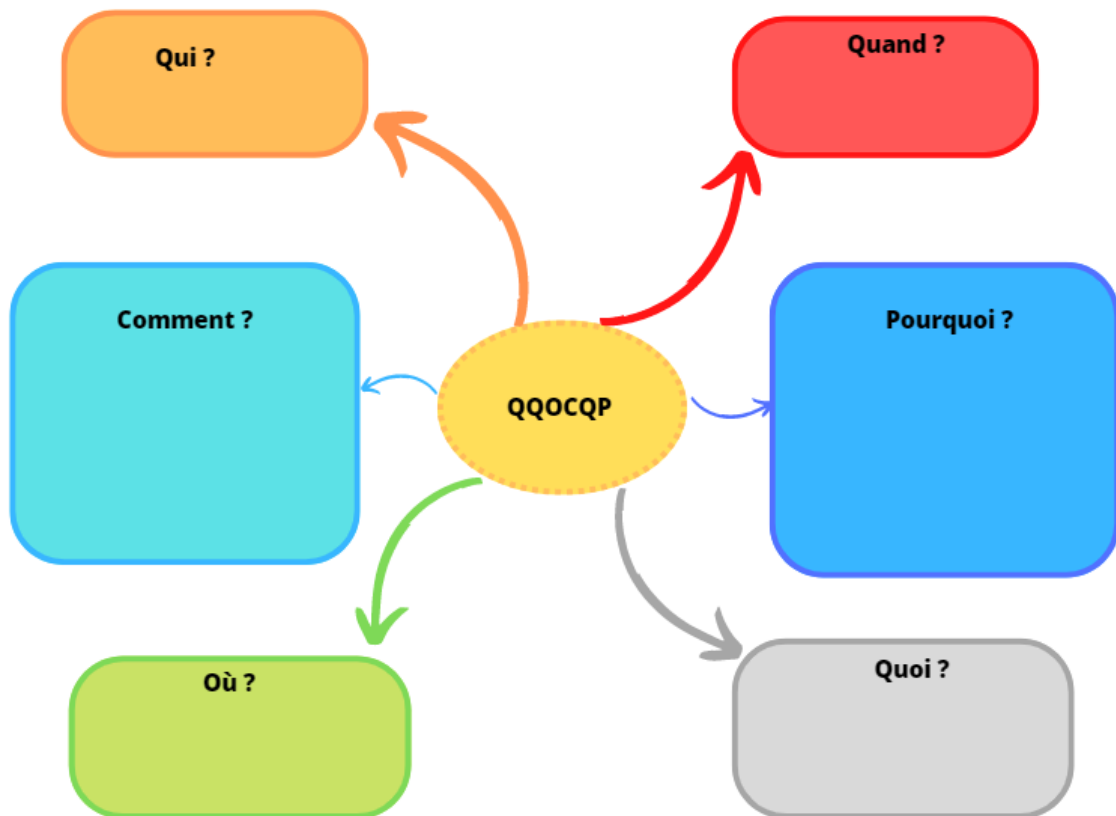 Qui ?
Quand ?
Comment ?
Pourquoi ?
QQOCQP
Où ?
Quoi ?